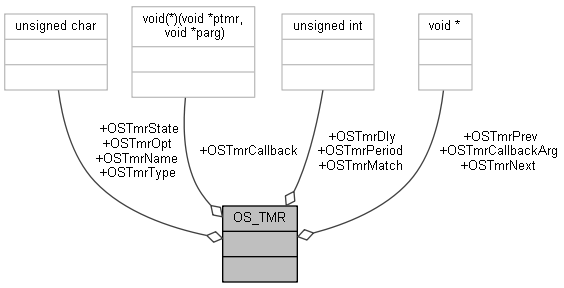 unsigned char
void(*)(void *ptmr,
void *parg)
unsigned int
void *
+OSTmrState
+OSTmrOpt
+OSTmrName
+OSTmrType
+OSTmrCallback
+OSTmrDly
+OSTmrPeriod
+OSTmrMatch
+OSTmrPrev
+OSTmrCallbackArg
+OSTmrNext
OS_TMR